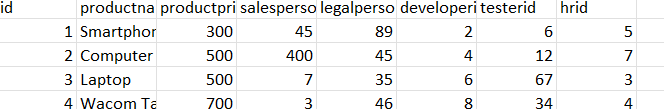 id productna productpri salesperso legalperso developeri testerid hrid
1 Smartphor 300 45 89 2 6 5
2 Computer 500 400 45 4 12 7
3 Laptop 500 7 35 6 67 3
4 Wacom Ta 700 3 46 8 34 4